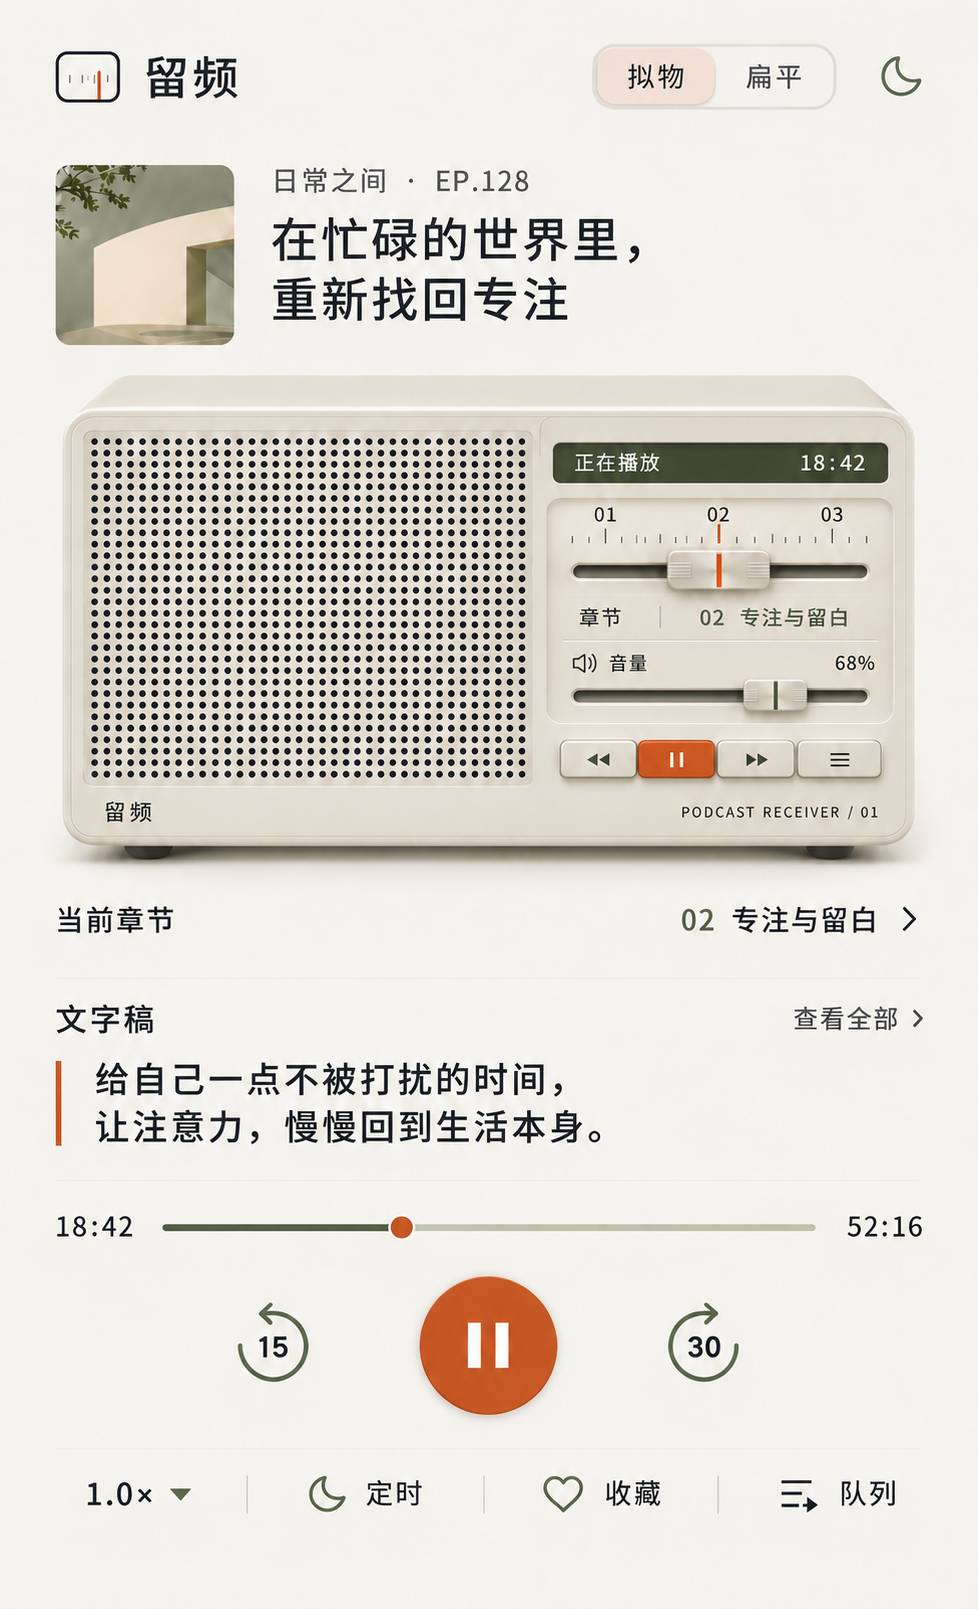 留频
拟物 扁平
日常之间 · EP.128
在忙碌的世界里，
重新找回专注
正在播放 18:42
01 02 03
章节 02 专注与留白
音量 68%
留频 PODCAST RECEIVER / 01
当前章节 02 专注与留白
文字稿 查看全部
给自己一点不被打扰的时间，
让注意力，慢慢回到生活本身。
18:42 52:16
15 30
1.0× 定时 收藏 队列